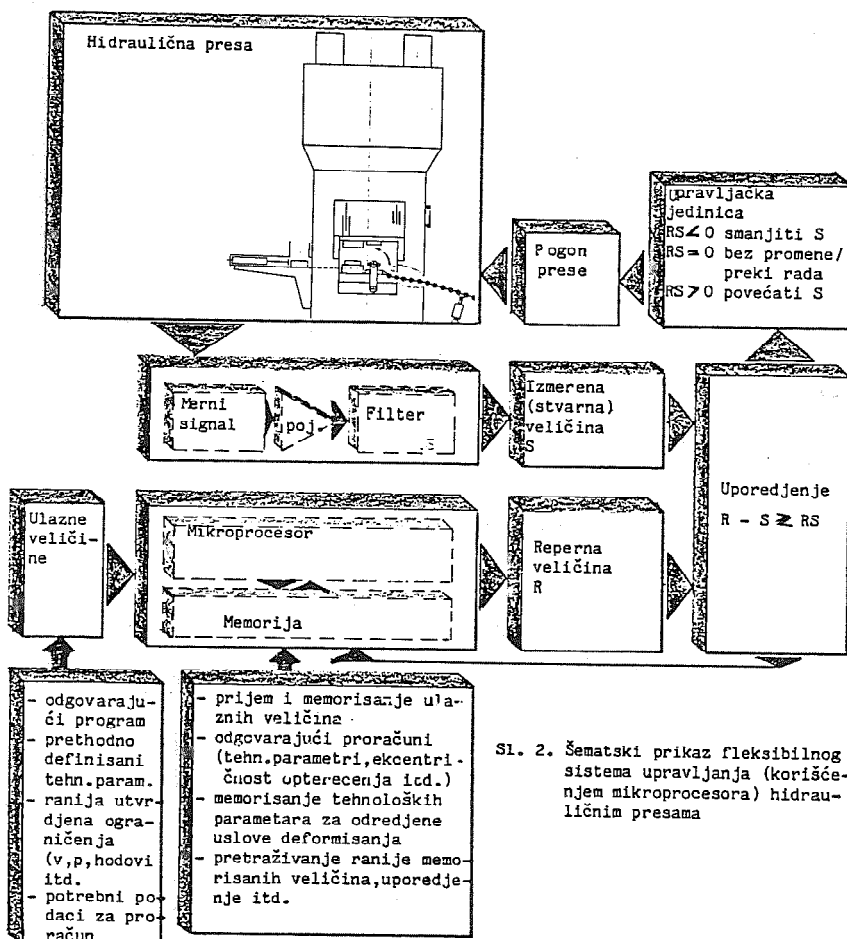 Hidraulična presa
Upravljačka
jedinica
RS < 0 smanjiti S
RS = 0 bez promene/
preki rada
RS > 0 povećati S
Pogon
prese
Merni
signal
poj.
Filter
Izmerena
(stvarna)
veličina
S
Uporedjenje
R - S ≷ RS
Ulazne
veliči-
ne
Mikroprocesor
Memorija
Reperna
veličina
R
- odgovaraju-
ći program
- prethodno
definisani
tehn.param.
- ranija utvr-
djena ogra-
ničenja
(v,p,hodovi
itd.
- potrebni po-
daci za pro-
račun
- prijem i memorisanje ula-
znih veličina
- odgovarajući proračuni
(tehn.parametri,ekscentri-
čnost opterecenja itd.)
- memorisanje tehnoloških
parametara za odredjene
uslove deformisanja
- pretraživanje ranije memo-
risanih veličina,uporedje-
nje itd.
Sl. 2. Šematski prikaz fleksibilnog
sistema upravljanja (korišće-
njem mikroprocesora) hidrau-
ličnim presama